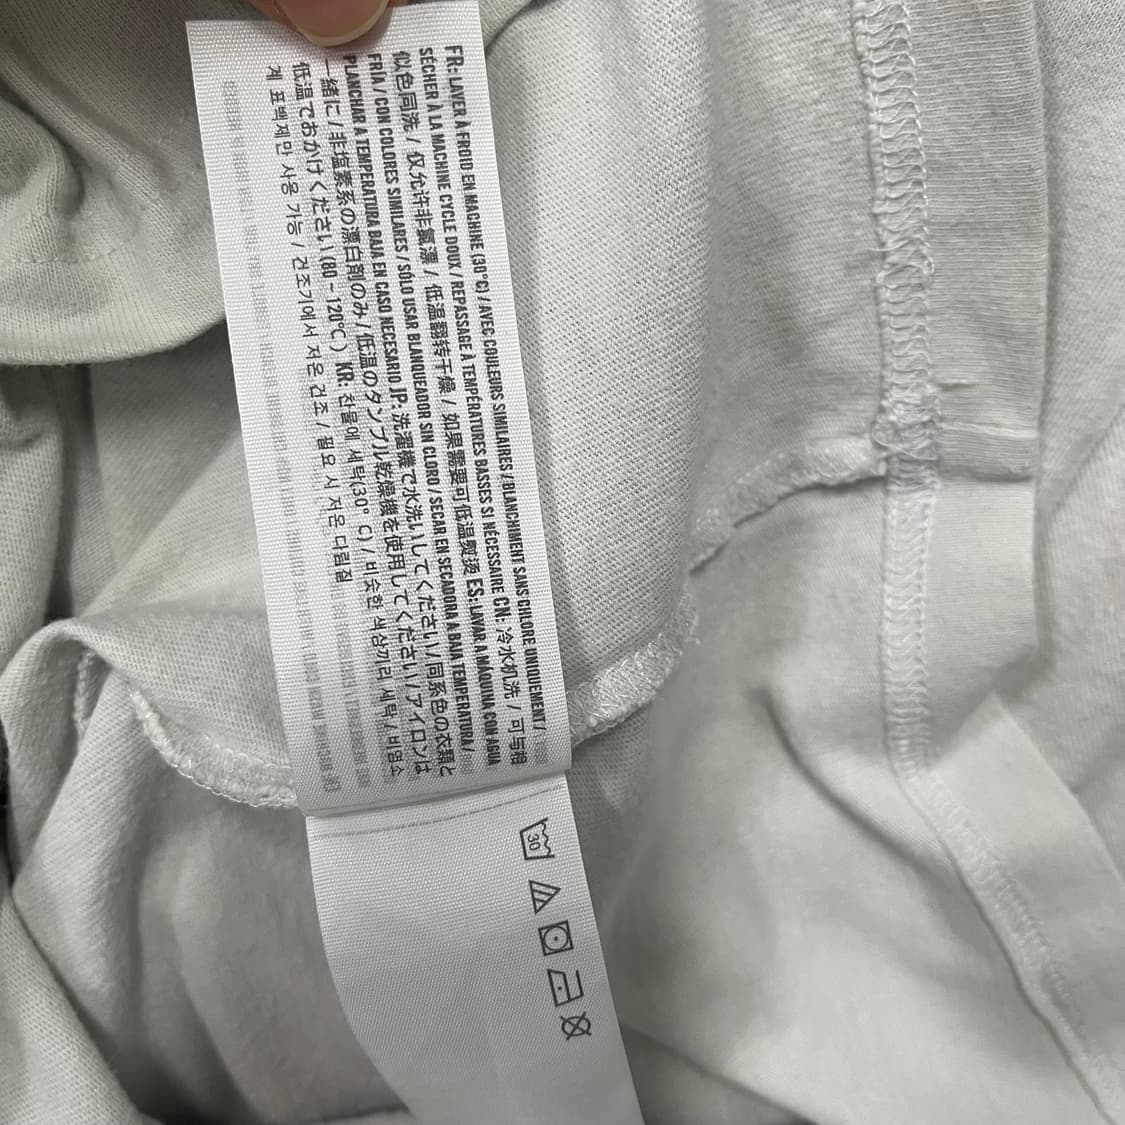 FR: LAVER À FROID EN MACHINE (30°C) / AVEC COULEURS SIMILAIRES / BLANCHIMENT SANS CHLORE UNIQUEMENT /
SÉCHER À LA MACHINE CYCLE DOUX / REPASSAGE À TEMPÉRATURES BASSES SI NÉCESSAIRE CN: 冷水机洗 / 可与相
似色同洗 / 仅允许非氯漂 / 低温翻转干燥 / 如果需要可低温熨烫 ES: LAVAR A MÁQUINA CON AGUA
FRÍA / CON COLORES SIMILARES / SÓLO USAR BLANQUEADOR SIN CLORO / SECAR EN SECADORA A BAJA TEMPERATURA /
PLANCHAR A TEMPERATURA BAJA EN CASO NECESARIO JP: 洗濯機で水洗いしてください/同系色の衣類と
一緒に/非塩素系の漂白剤のみ/低温のタンブル乾燥機を使用してください/アイロンは
低温でおかけください(80 - 120°C) KR: 찬물에 세탁(30° C) / 비슷한 색상끼리 세탁 / 비염소
계 표백제만 사용 가능 / 건조기에서 저온 건조 / 필요 시 저온 다림질
30